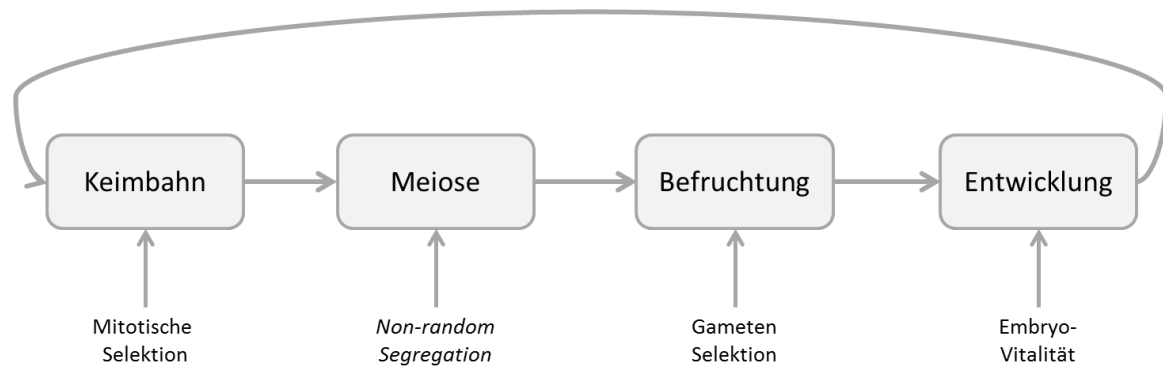 Keimbahn
Meiose
Befruchtung
Entwicklung
Mitotische
Selektion
Non-random
Segregation
Gameten
Selektion
Embryo-
Vitalität